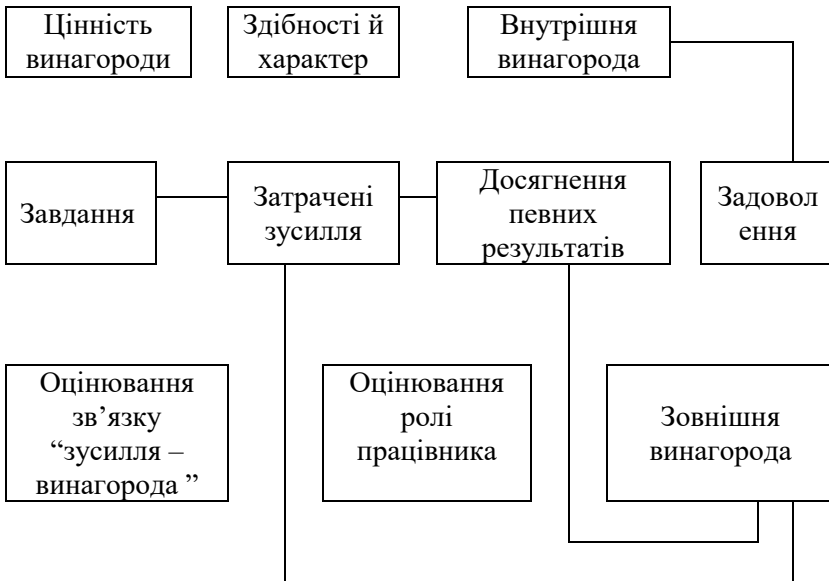 Цінність
винагороди
Здібності й
характер
Внутрішня
винагорода
Завдання
Затрачені
зусилля
Досягнення
певних
результатів
Задовол
ення
Оцінювання
зв’язку
“зусилля –
винагорода ”
Оцінювання
ролі
працівника
Зовнішня
винагорода